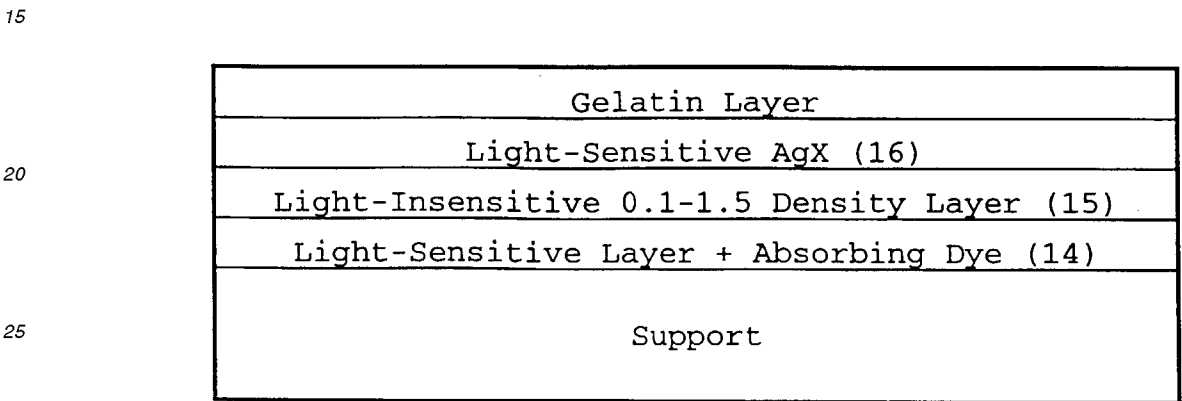 15
Gelatin Layer
Light-Sensitive AgX (16)
20
Light-Insensitive 0.1-1.5 Density Layer (15)
Light-Sensitive Layer + Absorbing Dye (14)
25
Support